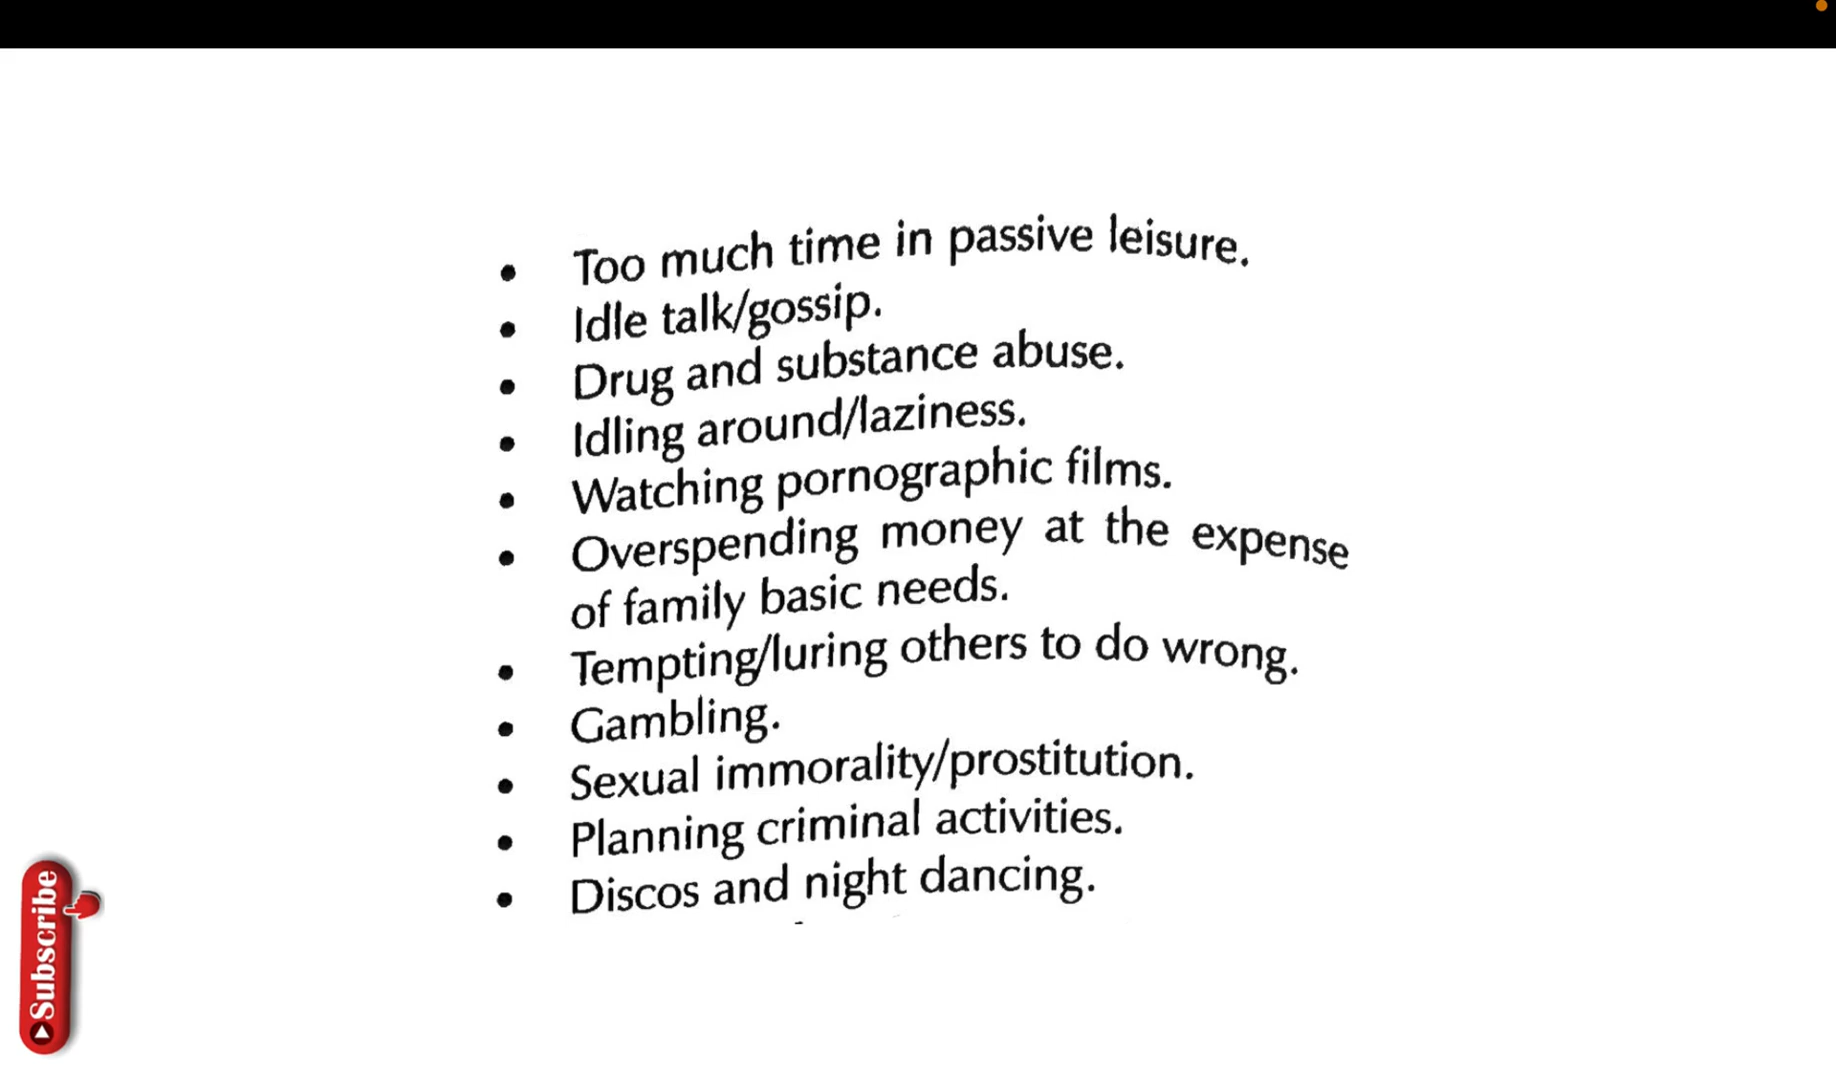 • Too much time in passive leisure.
• Idle talk/gossip.
• Drug and substance abuse.
• Idling around/laziness.
• Watching pornographic films.
• Overspending money at the expense
of family basic needs.
• Tempting/luring others to do wrong.
• Gambling.
• Sexual immorality/prostitution.
• Planning criminal activities.
• Discos and night dancing.
Subscribe